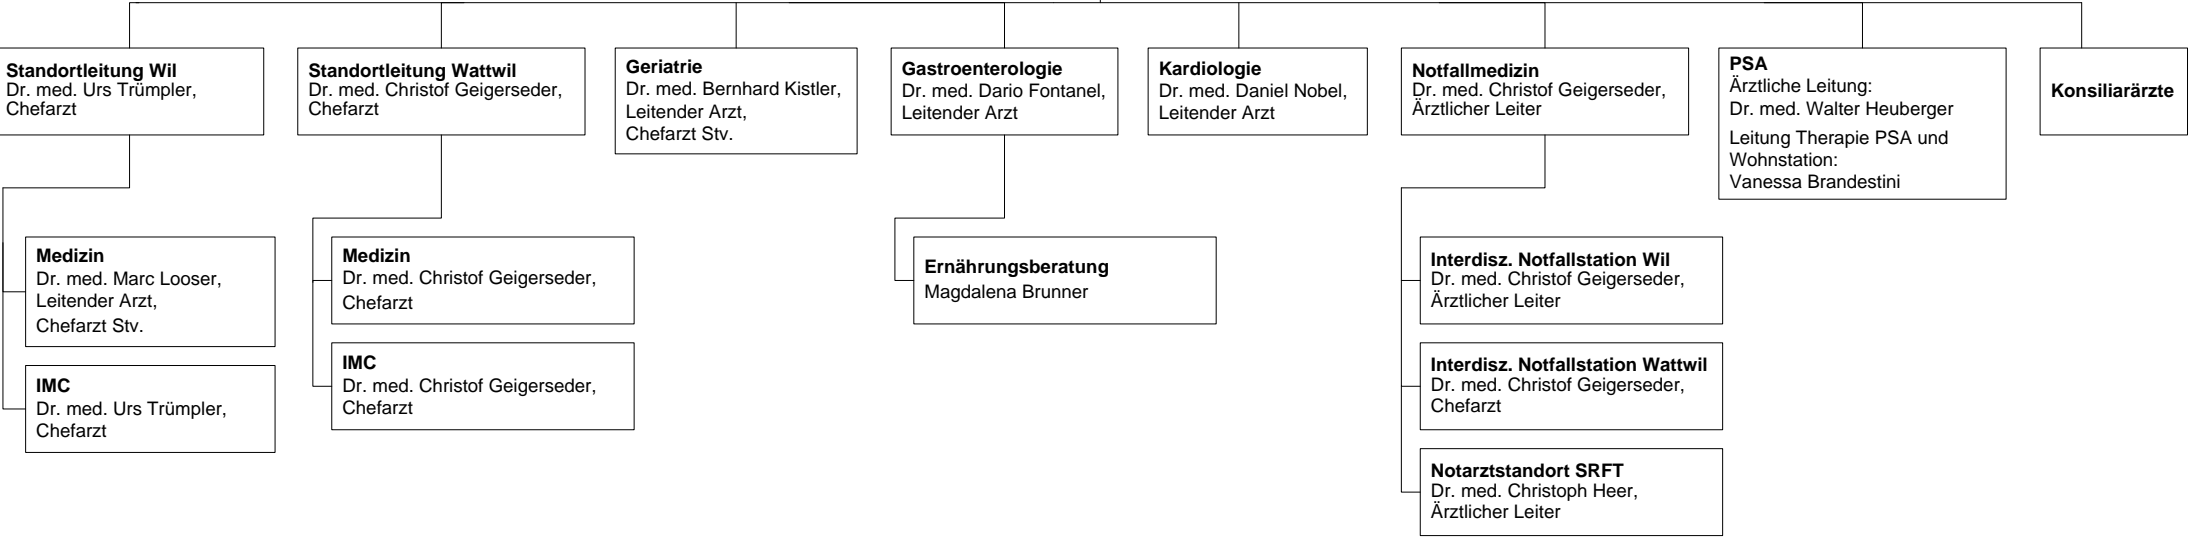 Standortleitung Wil
Dr. med. Urs Trümpler,
Chefarzt
Standortleitung Wattwil
Dr. med. Christof Geigerseder,
Chefarzt
Geriatrie
Dr. med. Bernhard Kistler,
Leitender Arzt,
Chefarzt Stv.
Gastroenterologie
Dr. med. Dario Fontanel,
Leitender Arzt
Kardiologie
Dr. med. Daniel Nobel,
Leitender Arzt
Notfallmedizin
Dr. med. Christof Geigerseder,
Ärztlicher Leiter
PSA
Ärztliche Leitung:
Dr. med. Walter Heuberger
Leitung Therapie PSA und
Wohnstation:
Vanessa Brandestini
Konsiliarärzte
Medizin
Dr. med. Marc Looser,
Leitender Arzt,
Chefarzt Stv.
IMC
Dr. med. Urs Trümpler,
Chefarzt
Medizin
Dr. med. Christof Geigerseder,
Chefarzt
IMC
Dr. med. Christof Geigerseder,
Chefarzt
Ernährungsberatung
Magdalena Brunner
Interdisz. Notfallstation Wil
Dr. med. Christof Geigerseder,
Ärztlicher Leiter
Interdisz. Notfallstation Wattwil
Dr. med. Christof Geigerseder,
Chefarzt
Notarztstandort SRFT
Dr. med. Christoph Heer,
Ärztlicher Leiter